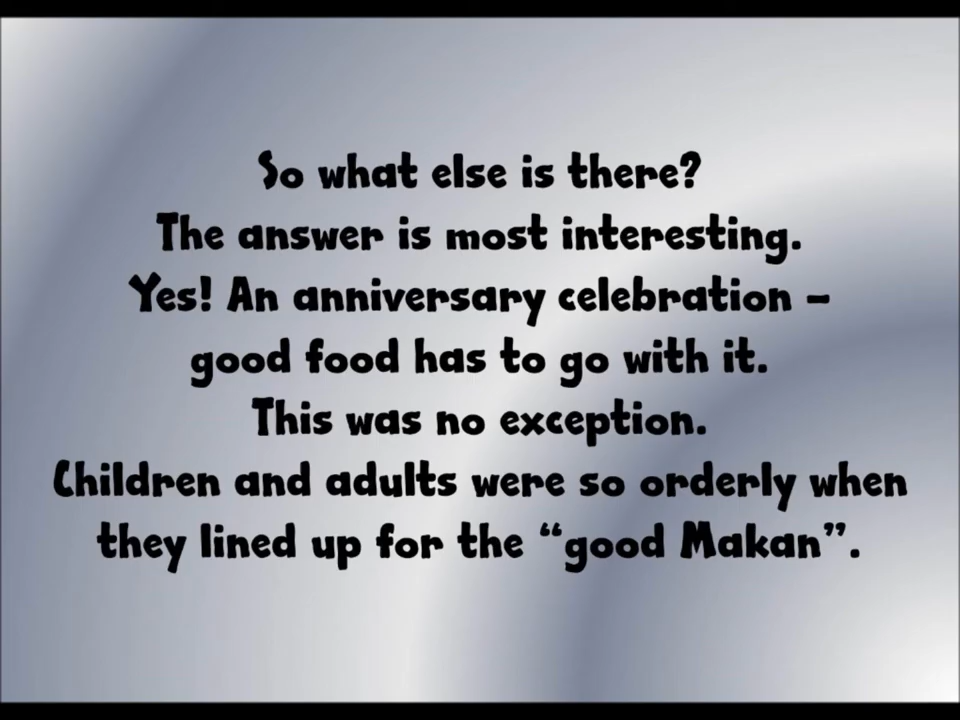 So what else is there?
The answer is most interesting.
Yes! An anniversary celebration –
good food has to go with it.
This was no exception.
Children and adults were so orderly when
they lined up for the “good Makan”.